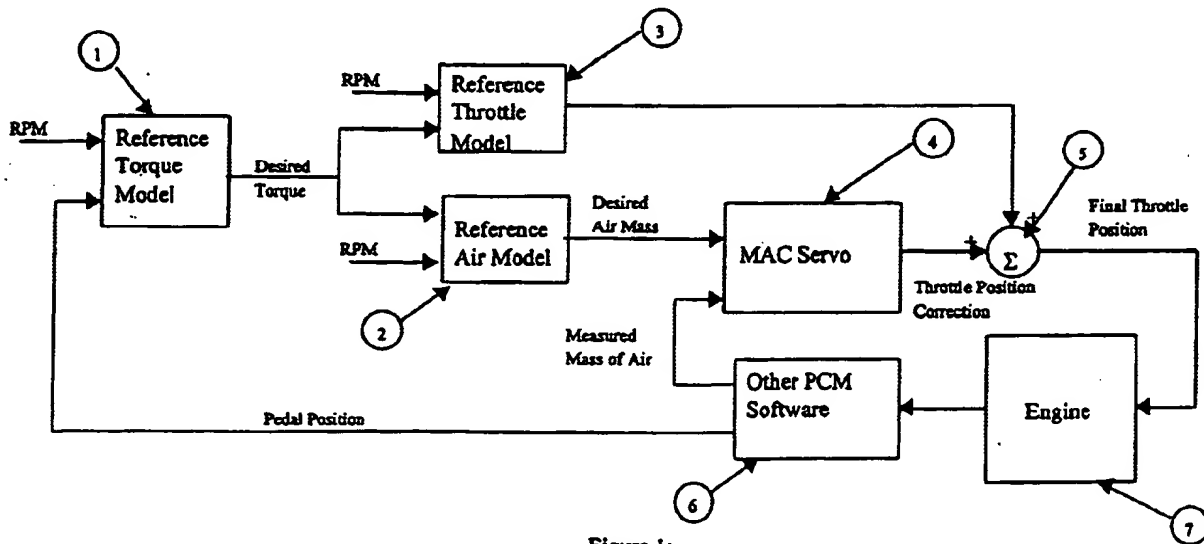 1
3
RPM
Reference
Torque
Model
RPM
Reference
Throttle
Model
4
5
Desired
Torque
Desired
Air Mass
MAC Servo
+
+
Σ
Final Throttle
Position
RPM
Reference
Air Model
Throttle Position
Correction
2
Measured
Mass of Air
Other PCM
Software
Engine
Pedal Position
6
7